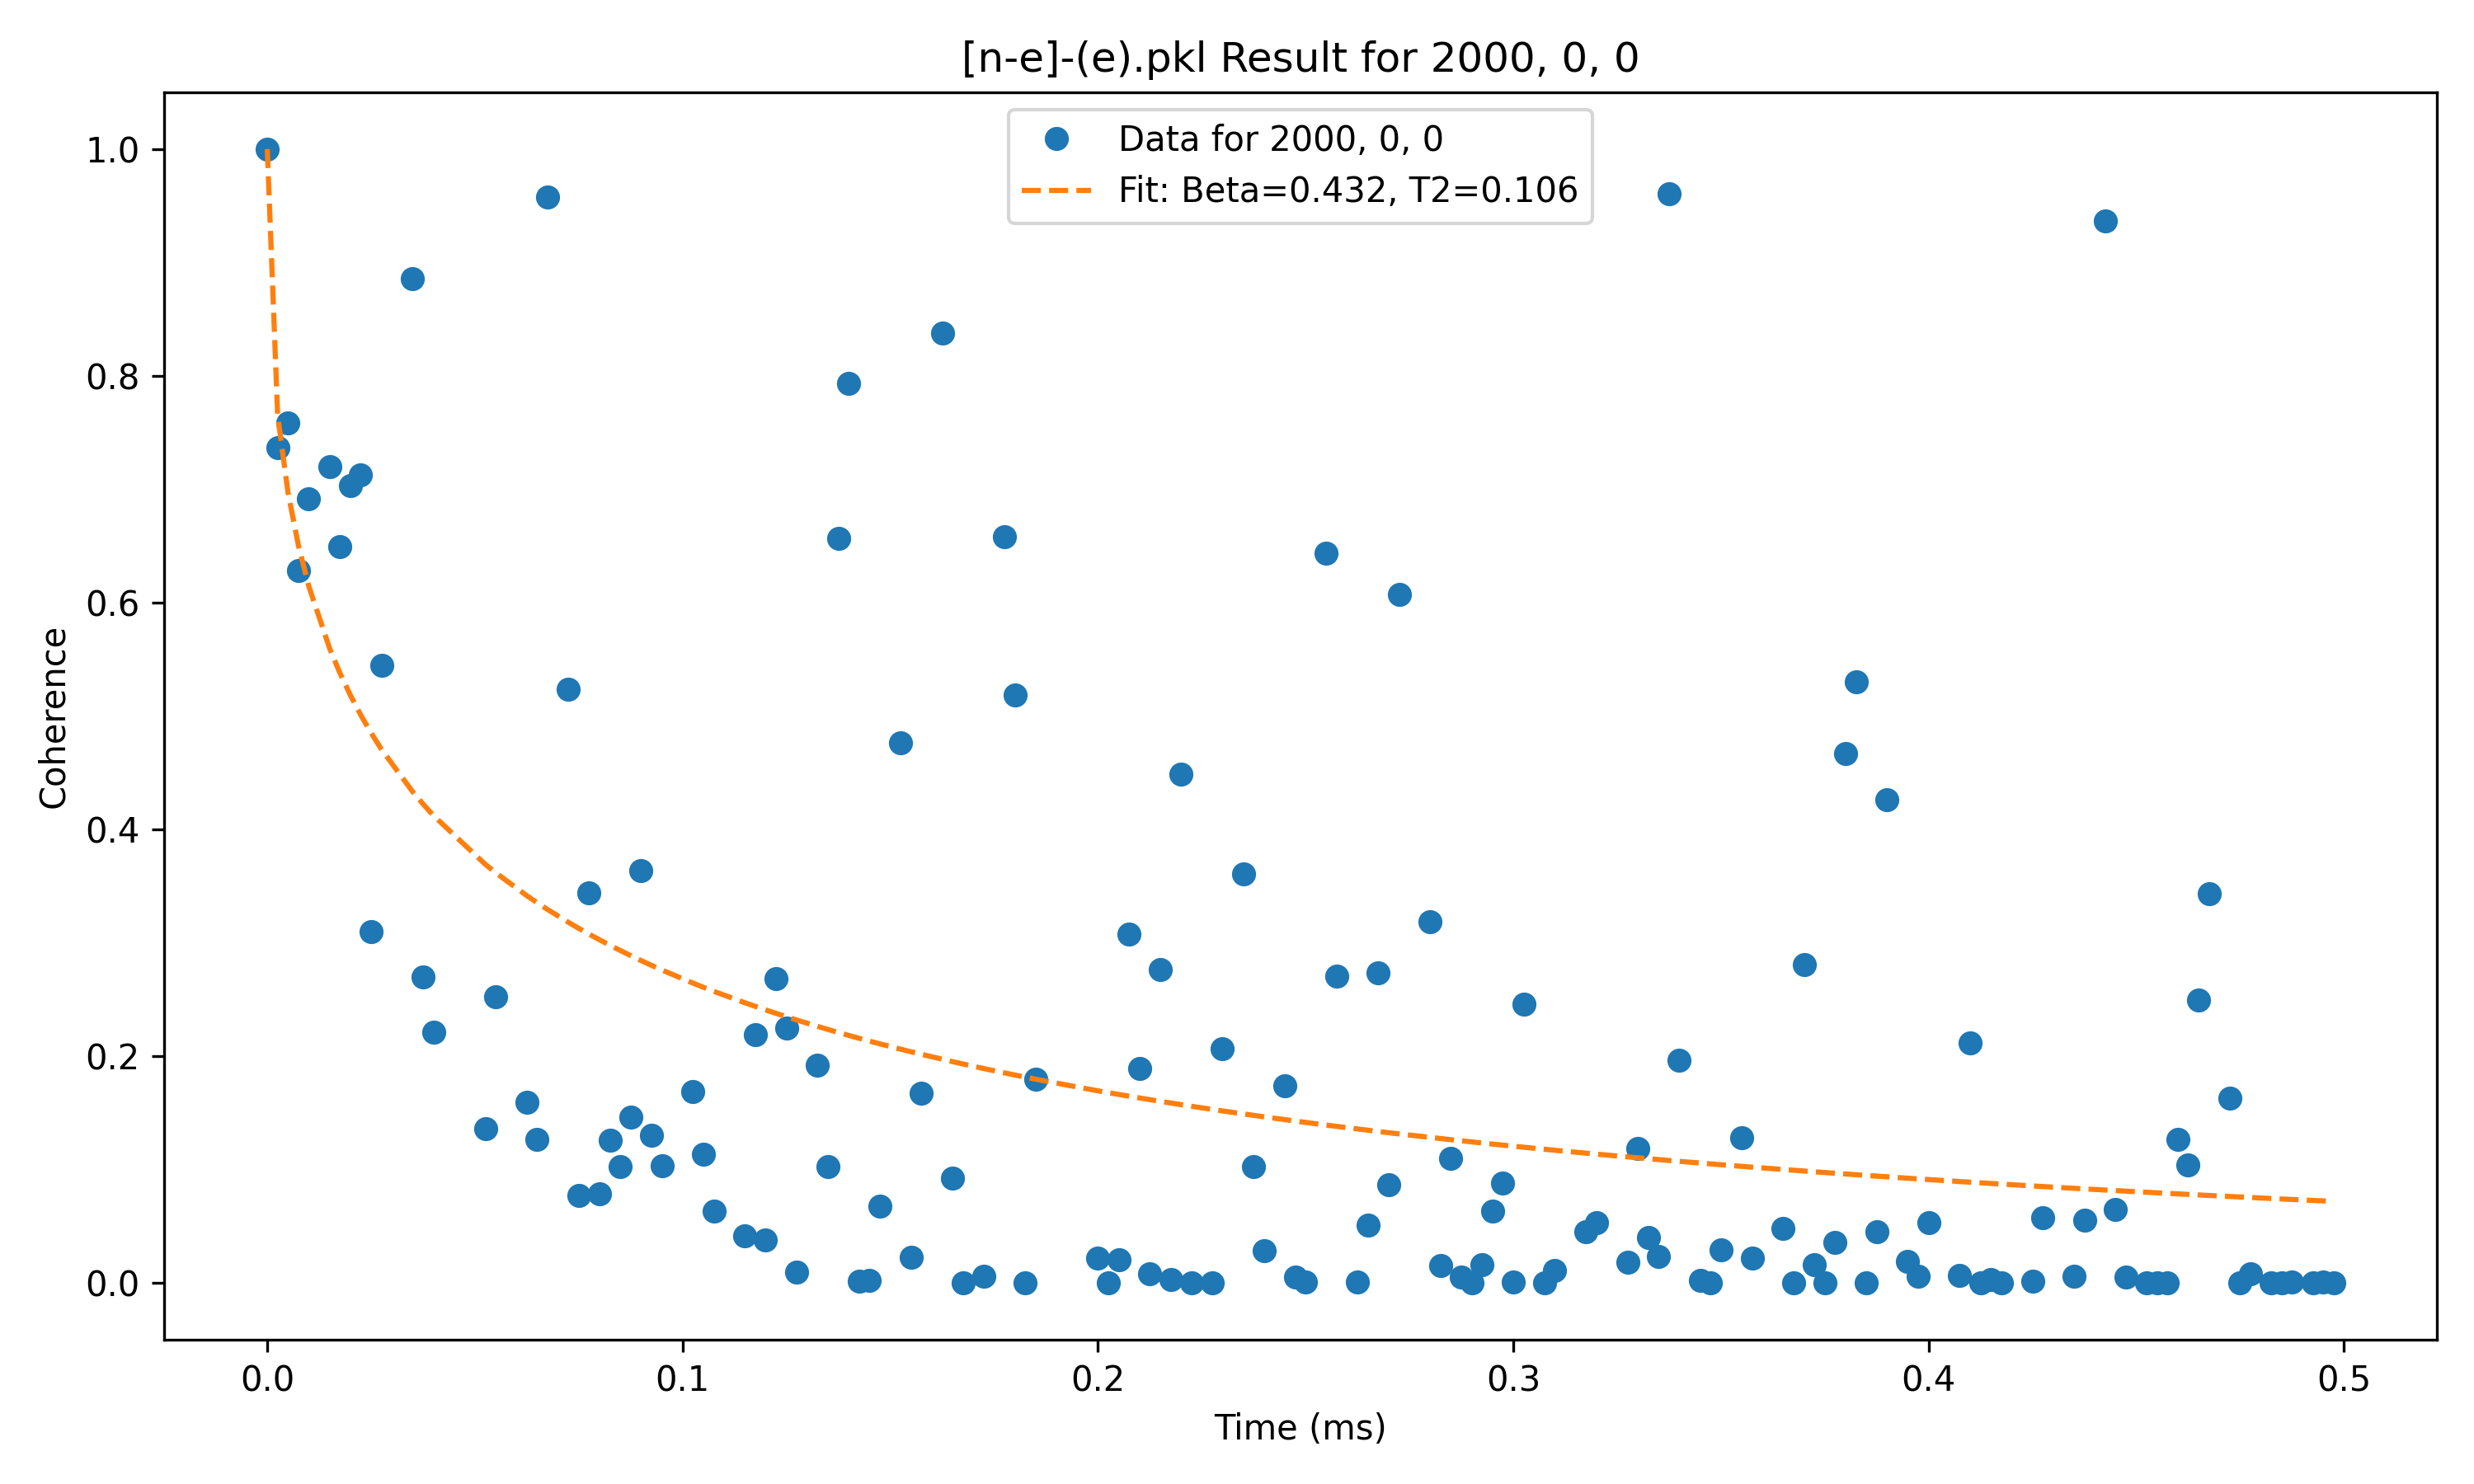 [n-e]-(e).pkl Result for 2000, 0, 0
Data for 2000, 0, 0
Fit: Beta=0.432, T2=0.106
Coherence
1.0
0.8
0.6
0.4
0.2
0.0
0.0 0.1 0.2 0.3 0.4 0.5
Time (ms)